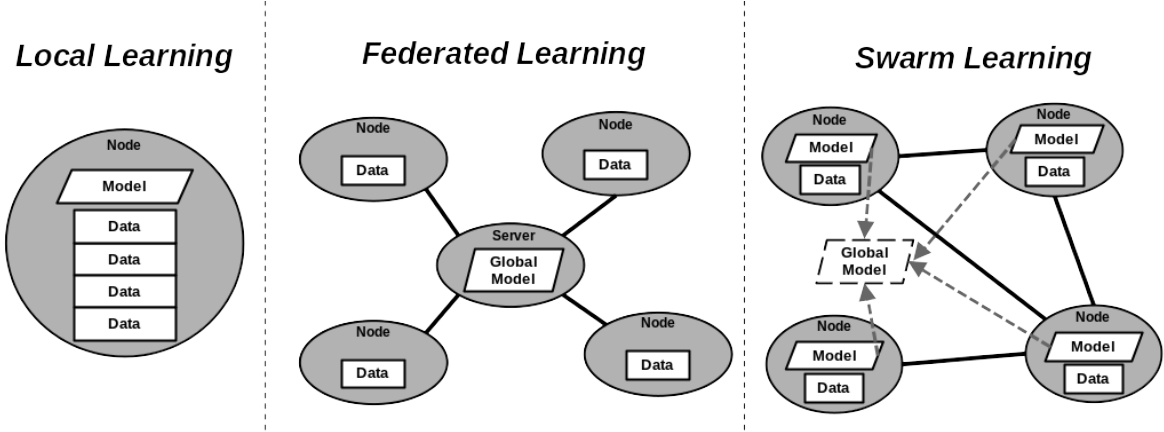 Local Learning
Node
Model
Data
Data
Data
Data
Federated Learning
Node
Data
Node
Data
Server
Global
Model
Node
Data
Node
Data
Swarm Learning
Node
Model
Data
Node
Model
Data
Global
Model
Node
Model
Data
Node
Model
Data